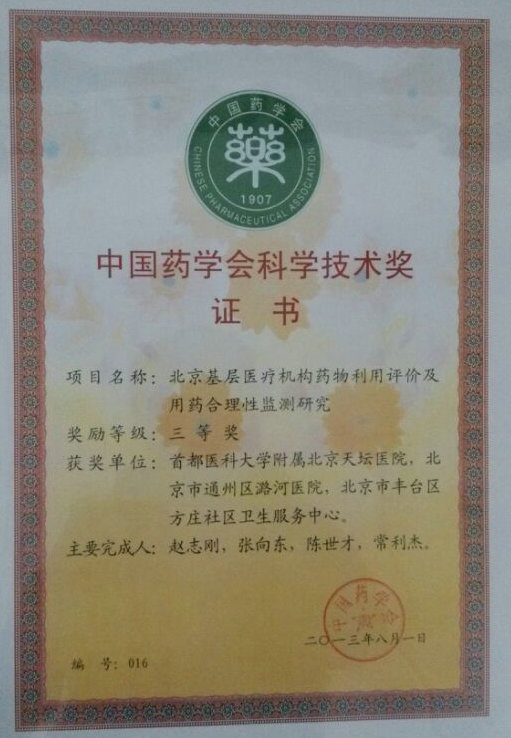 中国药学会
藥
1907
CHINESE PHARMACEUTICAL ASSOCIATION
中国药学会科学技术奖
证书
项目名称：北京基层医疗机构药物利用评价及
用药合理性监测研究
奖励等级：三等奖
获奖单位：首都医科大学附属北京天坛医院，北
京市通州区潞河医院，北京市丰台区
方庄社区卫生服务中心。
主要完成人：赵志刚，张向东，陈世才，常利杰。
中国药学会
二〇一三年八月一日
编 号：016